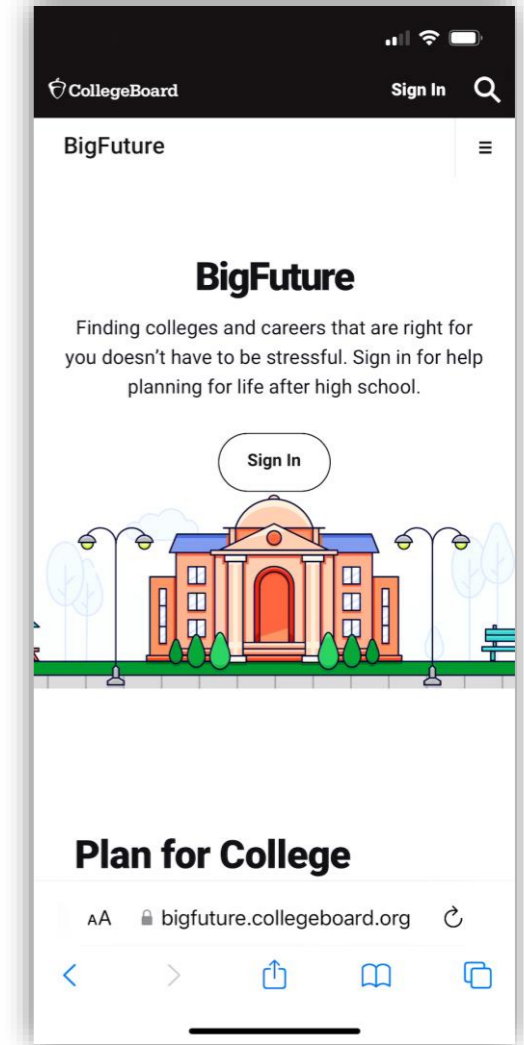 CollegeBoard Sign In
BigFuture
BigFuture
Finding colleges and careers that are right for
you doesn’t have to be stressful. Sign in for help
planning for life after high school.
Sign In
Plan for College
AA bigfuture.collegeboard.org